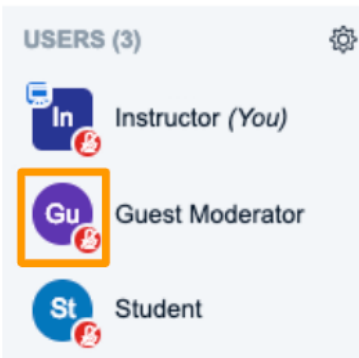 USERS (3)
In
Instructor (You)
Gu
Guest Moderator
St
Student